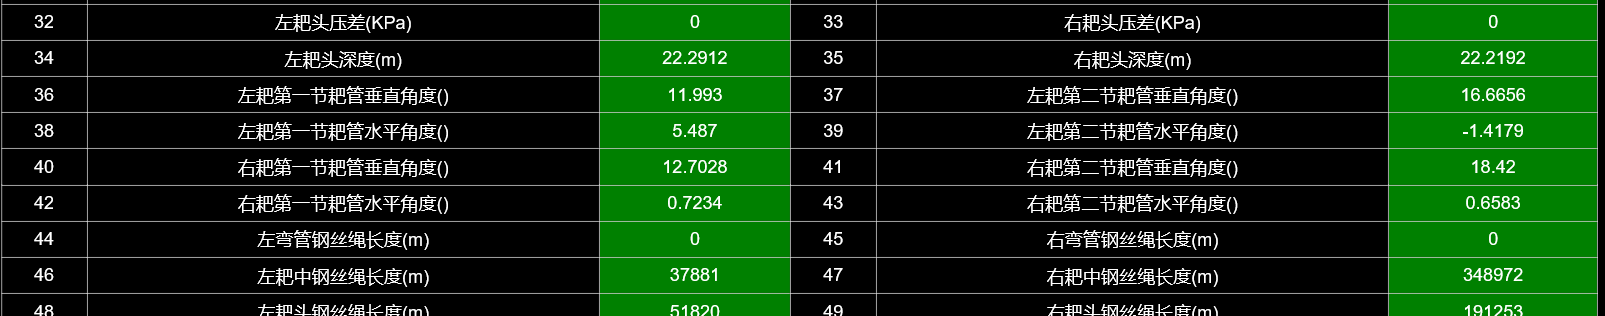 32 左耙头压差(KPa) 0 33 右耙头压差(KPa) 0
34 左耙头深度(m) 22.2912 35 右耙头深度(m) 22.2192
36 左耙第一节耙管垂直角度() 11.993 37 左耙第二节耙管垂直角度() 16.6656
38 左耙第一节耙管水平角度() 5.487 39 左耙第二节耙管水平角度() -1.4179
40 右耙第一节耙管垂直角度() 12.7028 41 右耙第二节耙管垂直角度() 18.42
42 右耙第一节耙管水平角度() 0.7234 43 右耙第二节耙管水平角度() 0.6583
44 左弯管钢丝绳长度(m) 0 45 右弯管钢丝绳长度(m) 0
46 左耙中钢丝绳长度(m) 37881 47 右耙中钢丝绳长度(m) 348972
48 左耙头钢丝绳长度(m) 51820 49 右耙头钢丝绳长度(m) 191253